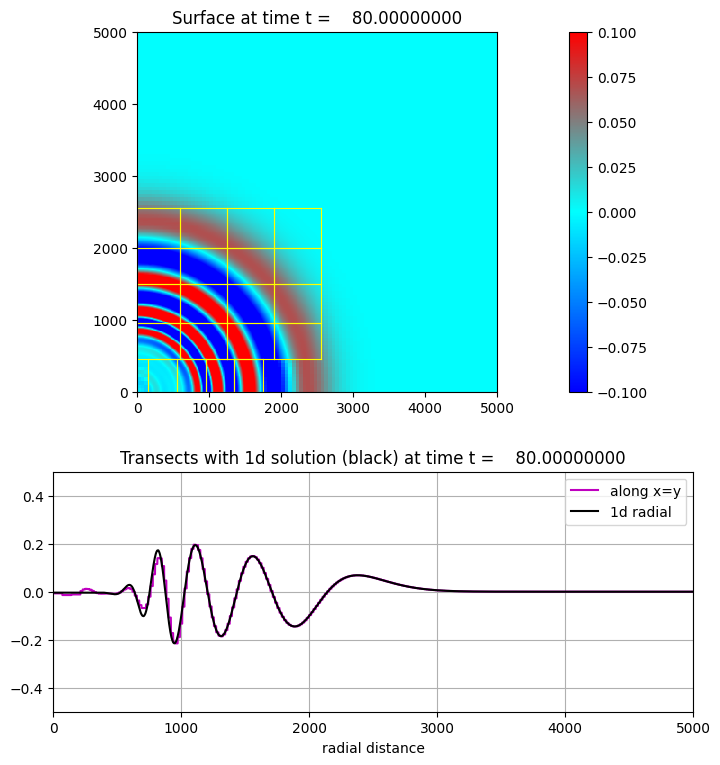 Surface at time t =    80.00000000
5000
4000
3000
2000
1000
0
0 1000 2000 3000 4000 5000
0.100
0.075
0.050
0.025
0.000
−0.025
−0.050
−0.075
−0.100
Transects with 1d solution (black) at time t =    80.00000000
0.4
0.2
0.0
−0.2
−0.4
along x=y
1d radial
0 1000 2000 3000 4000 5000
radial distance